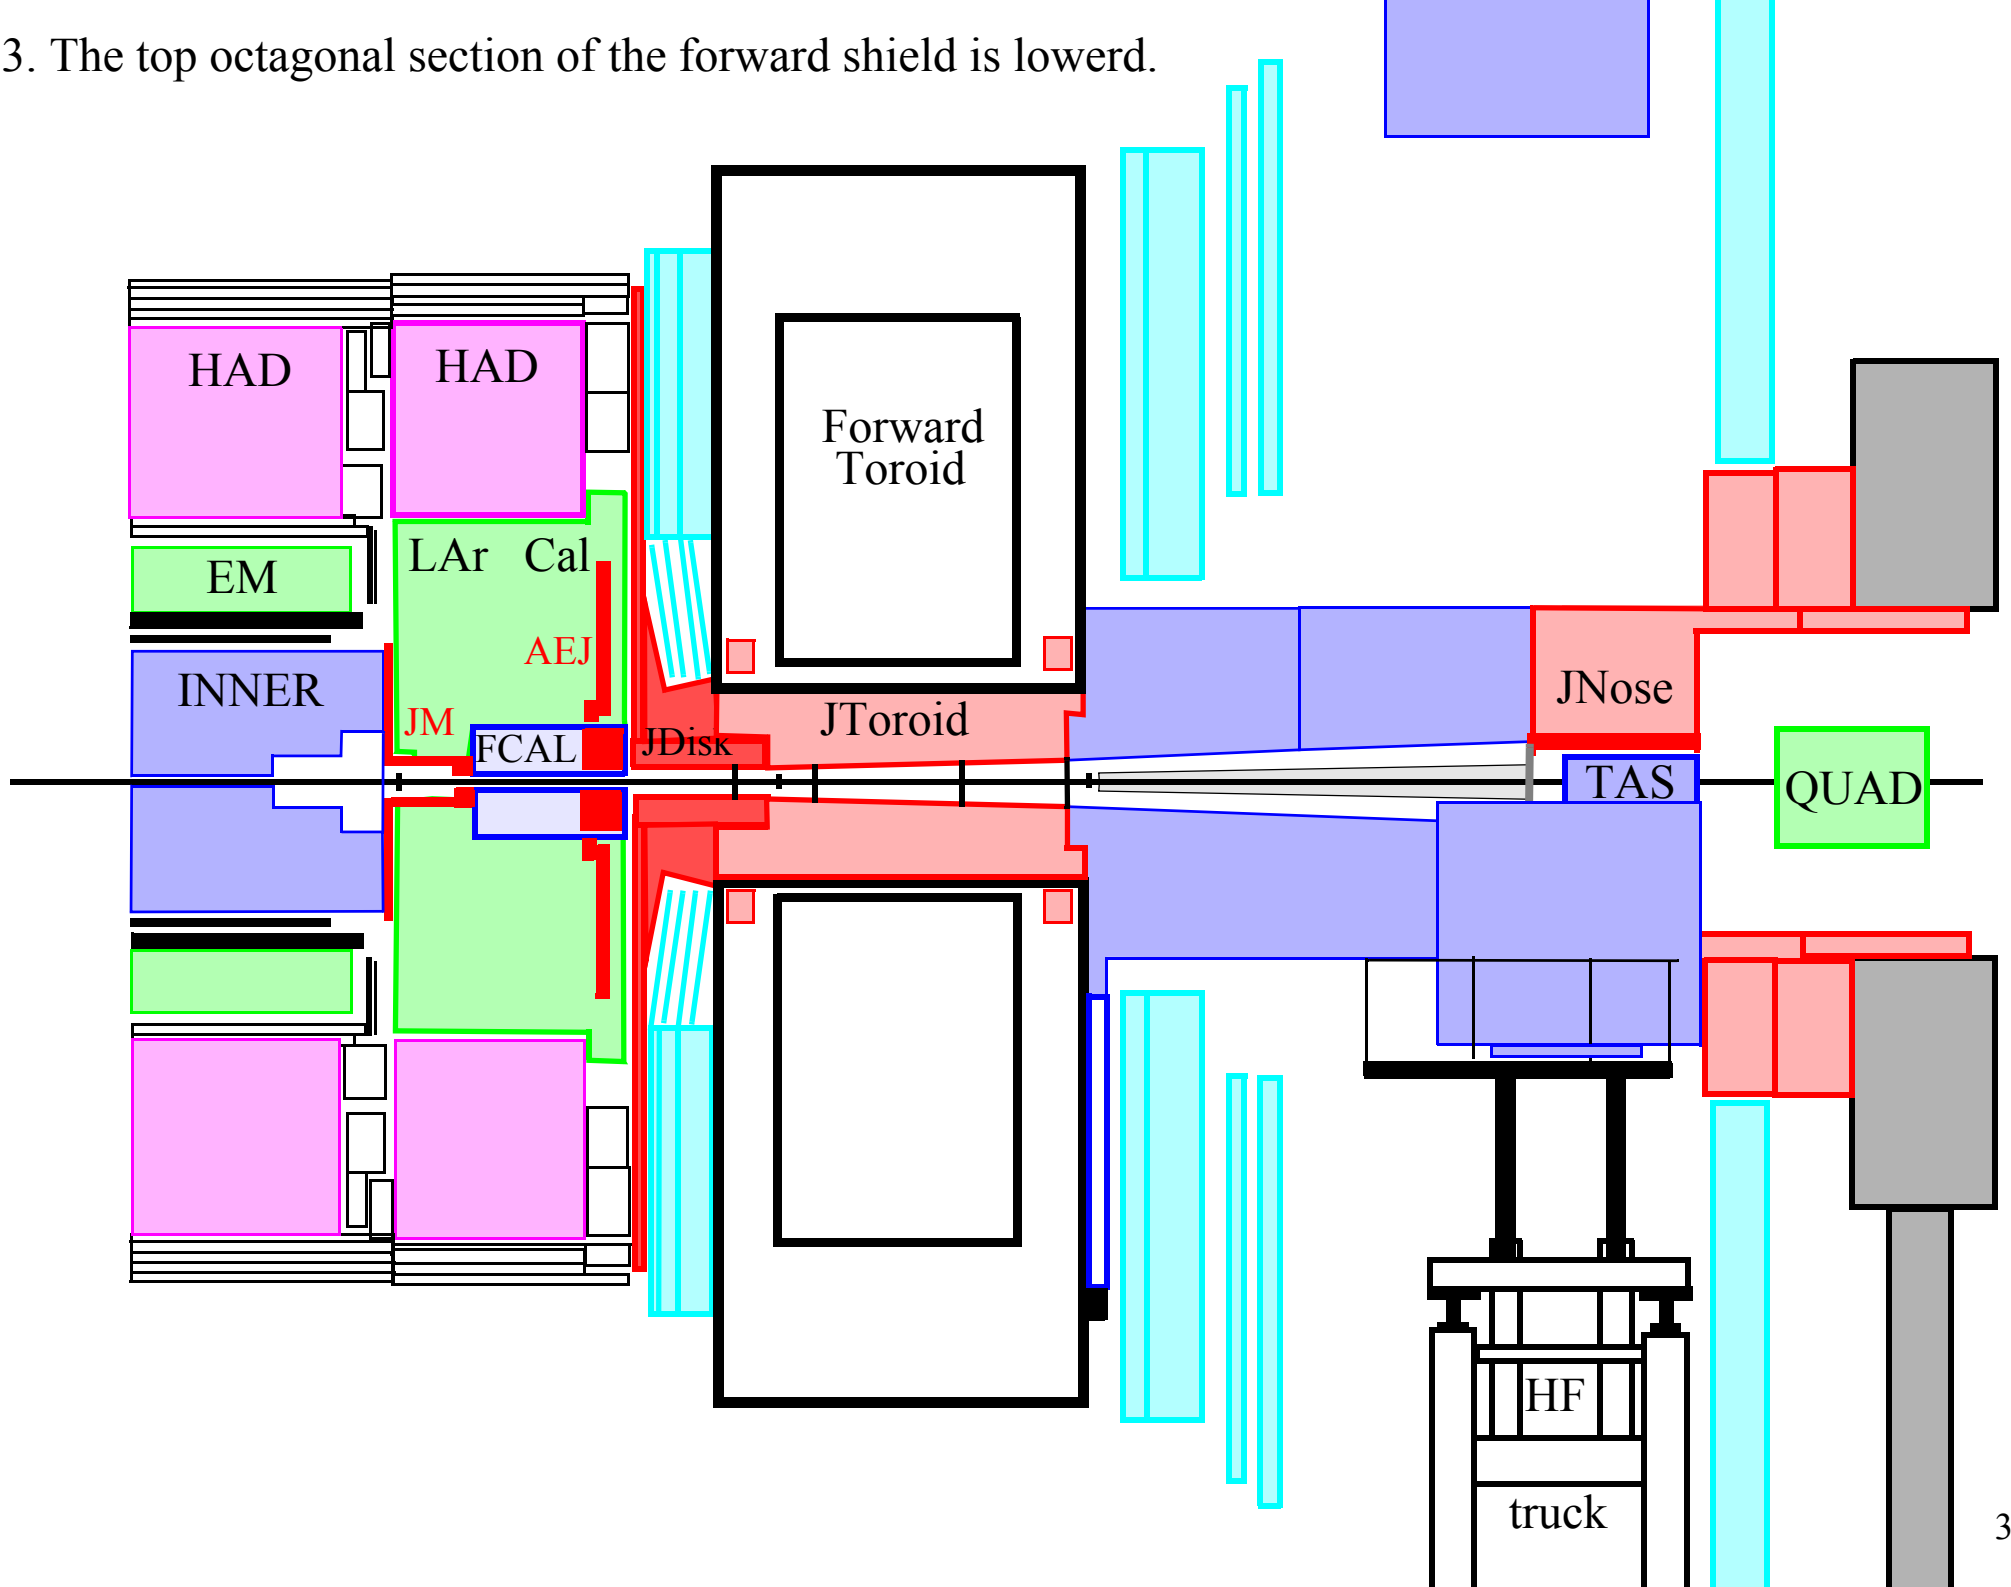 3. The top octagonal section of the forward shield is lowerd.
HAD
HAD
Forward
Toroid
LAr Cal
EM
AEJ
INNER
JNose
JM
JToroid
FCAL
JDisk
TAS
QUAD
HF
truck
3